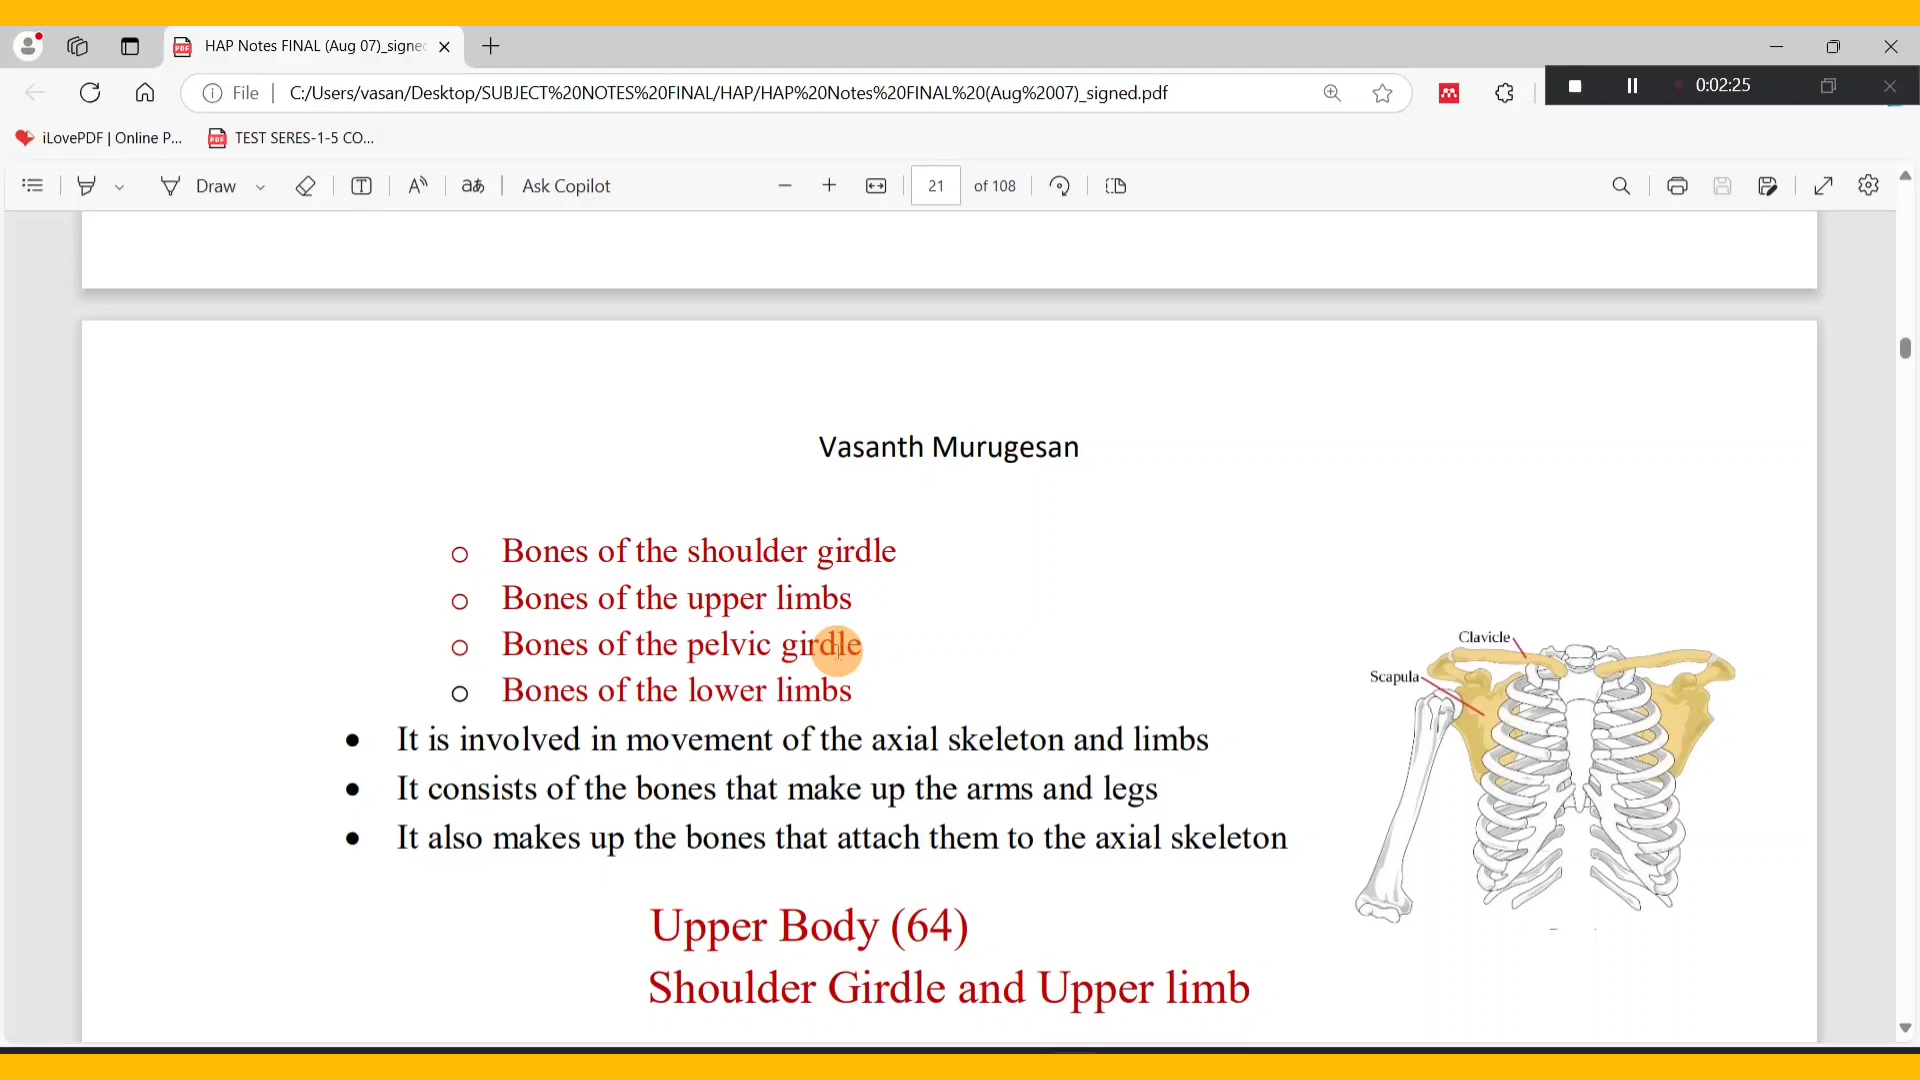 HAP Notes FINAL (Aug 07)_signe
File C:/Users/vasan/Desktop/SUBJECT%20NOTES%20FINAL/HAP/HAP%20Notes%20FINAL%20(Aug%2007)_signed.pdf
0:02:25
iLovePDF | Online P... TEST SERES-1-5 CO...
Draw Ask Copilot 21 of 108
Vasanth Murugesan
Bones of the shoulder girdle
Bones of the upper limbs
Bones of the pelvic girdle
Bones of the lower limbs
Clavicle
Scapula
• It is involved in movement of the axial skeleton and limbs
• It consists of the bones that make up the arms and legs
• It also makes up the bones that attach them to the axial skeleton
Upper Body (64)
Shoulder Girdle and Upper limb